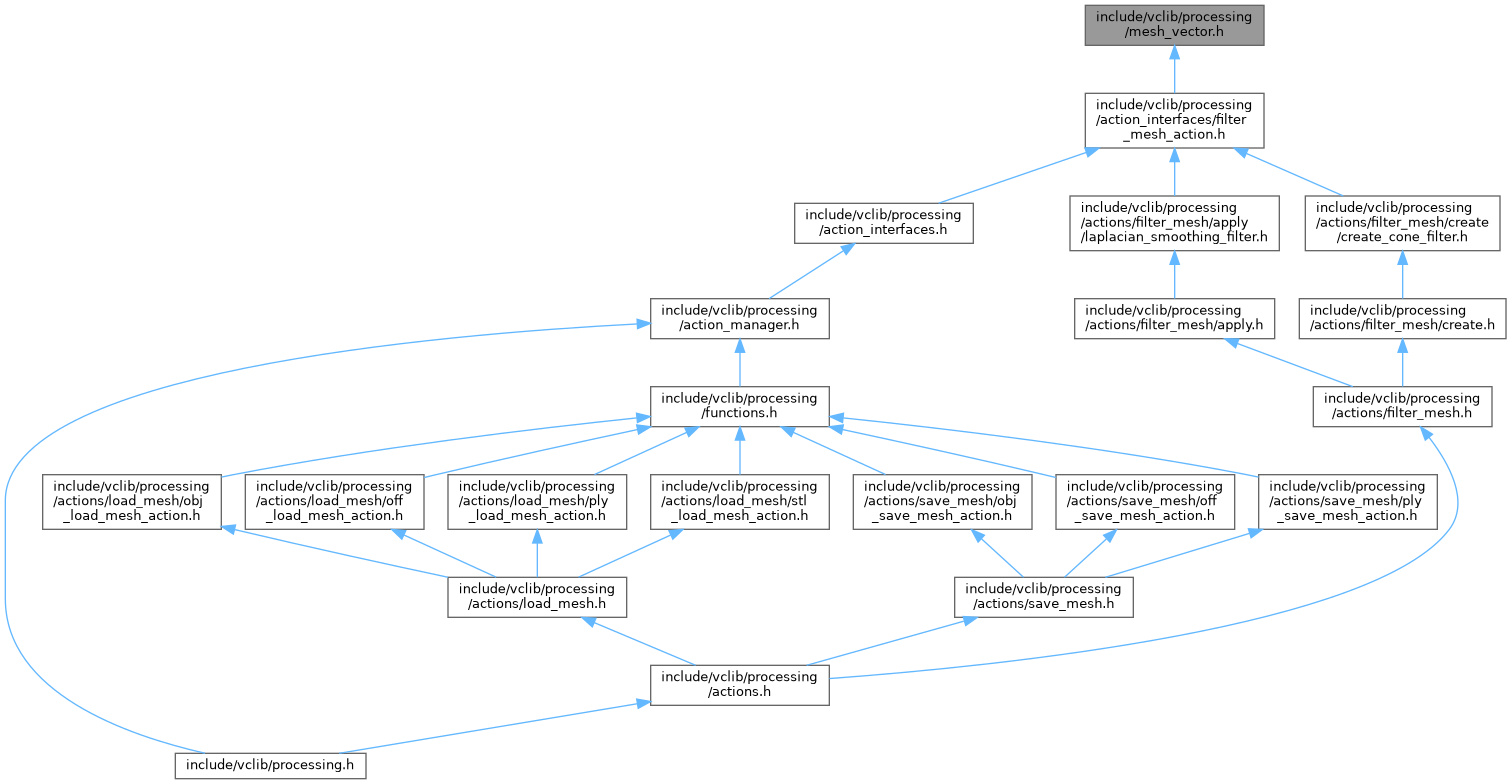 include/vclib/processing
/mesh_vector.h
include/vclib/processing
/action_interfaces/filter
_mesh_action.h
include/vclib/processing
/action_interfaces.h
include/vclib/processing
/actions/filter_mesh/apply
/laplacian_smoothing_filter.h
include/vclib/processing
/actions/filter_mesh/create
/create_cone_filter.h
include/vclib/processing
/action_manager.h
include/vclib/processing
/actions/filter_mesh/apply.h
include/vclib/processing
/actions/filter_mesh/create.h
include/vclib/processing
/functions.h
include/vclib/processing
/actions/filter_mesh.h
include/vclib/processing
/actions/load_mesh/obj
_load_mesh_action.h
include/vclib/processing
/actions/load_mesh/off
_load_mesh_action.h
include/vclib/processing
/actions/load_mesh/ply
_load_mesh_action.h
include/vclib/processing
/actions/load_mesh/stl
_load_mesh_action.h
include/vclib/processing
/actions/save_mesh/obj
_save_mesh_action.h
include/vclib/processing
/actions/save_mesh/off
_save_mesh_action.h
include/vclib/processing
/actions/save_mesh/ply
_save_mesh_action.h
include/vclib/processing
/actions/load_mesh.h
include/vclib/processing
/actions/save_mesh.h
include/vclib/processing
/actions.h
include/vclib/processing.h